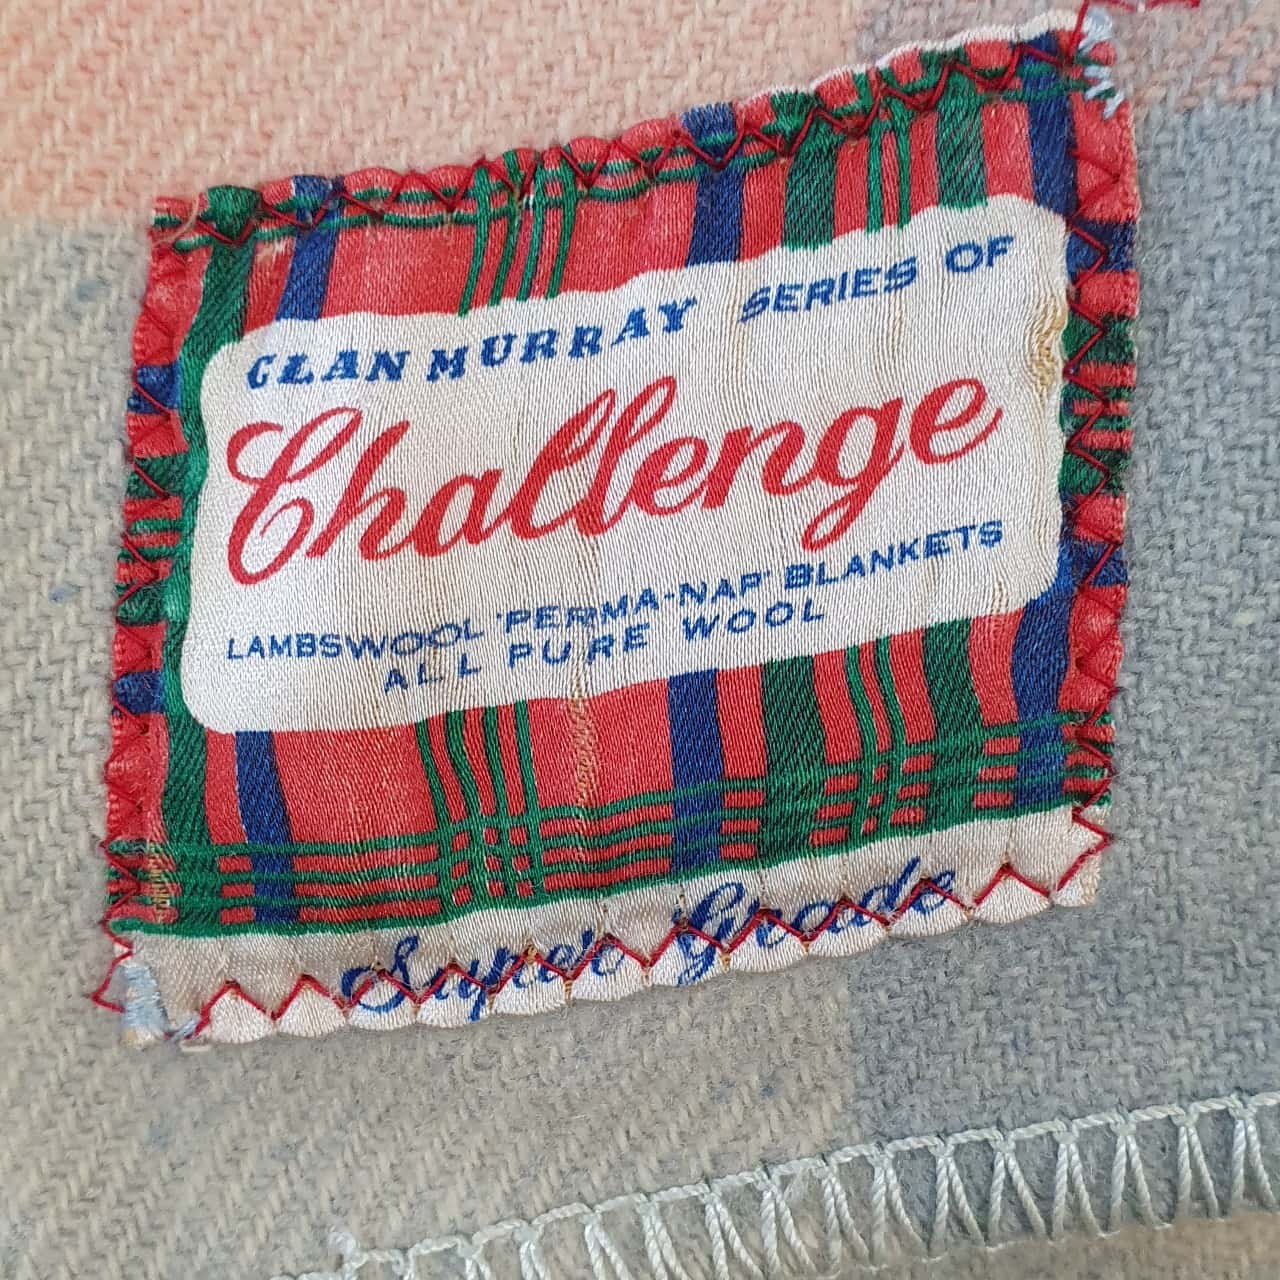 CLAN MURRAY SERIES OF
Challenge
LAMBSWOOL 'PERMA-NAP' BLANKETS
ALL PURE WOOL
Super Grade